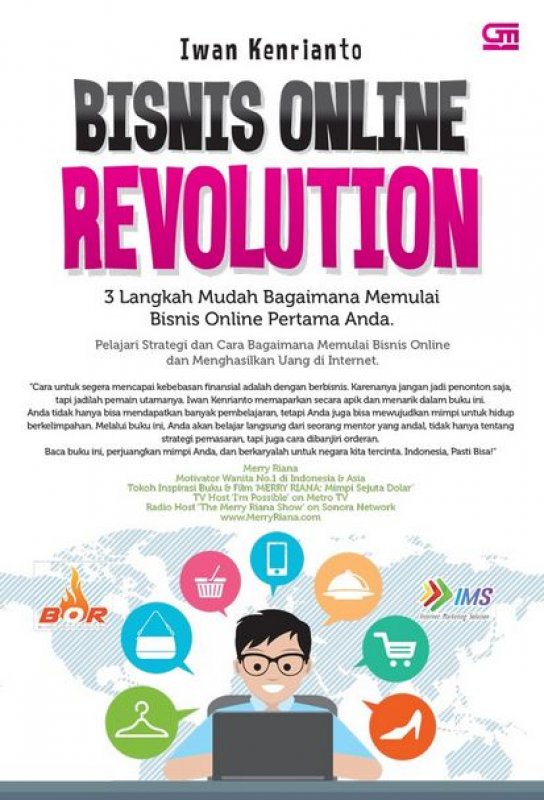 GM
Iwan Kenrianto
BISNIS ONLINE
REVOLUTION
3 Langkah Mudah Bagaimana Memulai
Bisnis Online Pertama Anda.
Pelajari Strategi dan Cara Bagaimana Memulai Bisnis Online
dan Menghasilkan Uang di Internet.
"Cara untuk segera mencapai kebebasan finansial adalah dengan berbisnis. Karenanya jangan jadi penonton saja,
tapi jadilah pemain utamanya. Iwan Kenrianto memaparkan secara apik dan menarik dalam buku ini.
Anda tidak hanya bisa mendapatkan banyak pembelajaran, tetapi Anda juga bisa mewujudkan mimpi untuk hidup
berkelimpahan. Melalui buku ini, Anda akan belajar langsung dari seorang mentor yang andal, tidak hanya tentang
strategi pemasaran, tapi juga cara dibanjiri orderan.
Baca buku ini, perjuangkan mimpi Anda, dan berkaryalah untuk negara kita tercinta. Indonesia, Pasti Bisa!"
Merry Riana
Motivator Wanita No.1 di Indonesia & Asia
Tokoh Inspirasi Buku & Film 'MERRY RIANA: Mimpi Sejuta Dolar'
TV Host 'I'm Possible' on Metro TV
Radio Host 'The Merry Riana Show' on Sonora Network
www.MerryRiana.com
BOR
IMS
Internet Marketing Solution